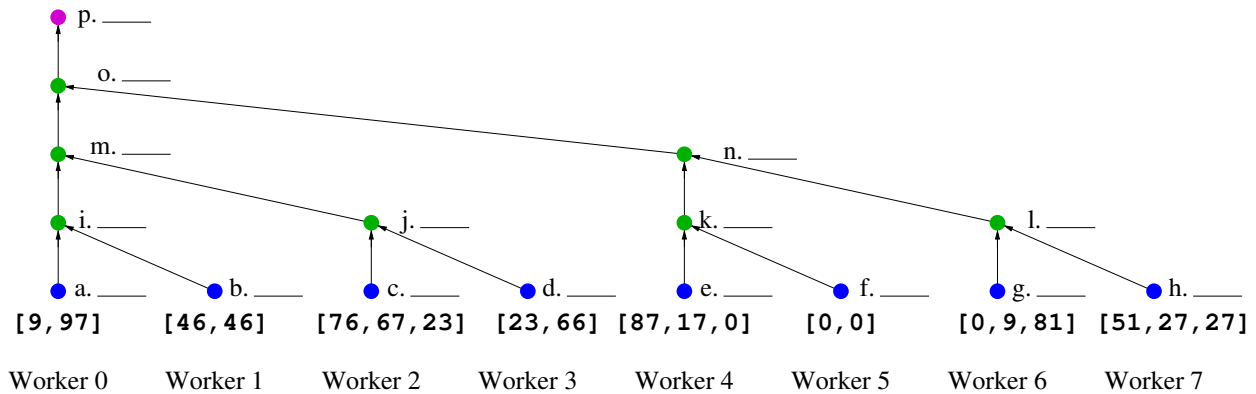 p. ____
o. ____
m. ____ n. ____
i. ____ j. ____ k. ____ l. ____
a. ____ b. ____ c. ____ d. ____ e. ____ f. ____ g. ____ h. ____
[9,97] [46,46] [76,67,23] [23,66] [87,17,0] [0,0] [0,9,81] [51,27,27]
Worker 0 Worker 1 Worker 2 Worker 3 Worker 4 Worker 5 Worker 6 Worker 7